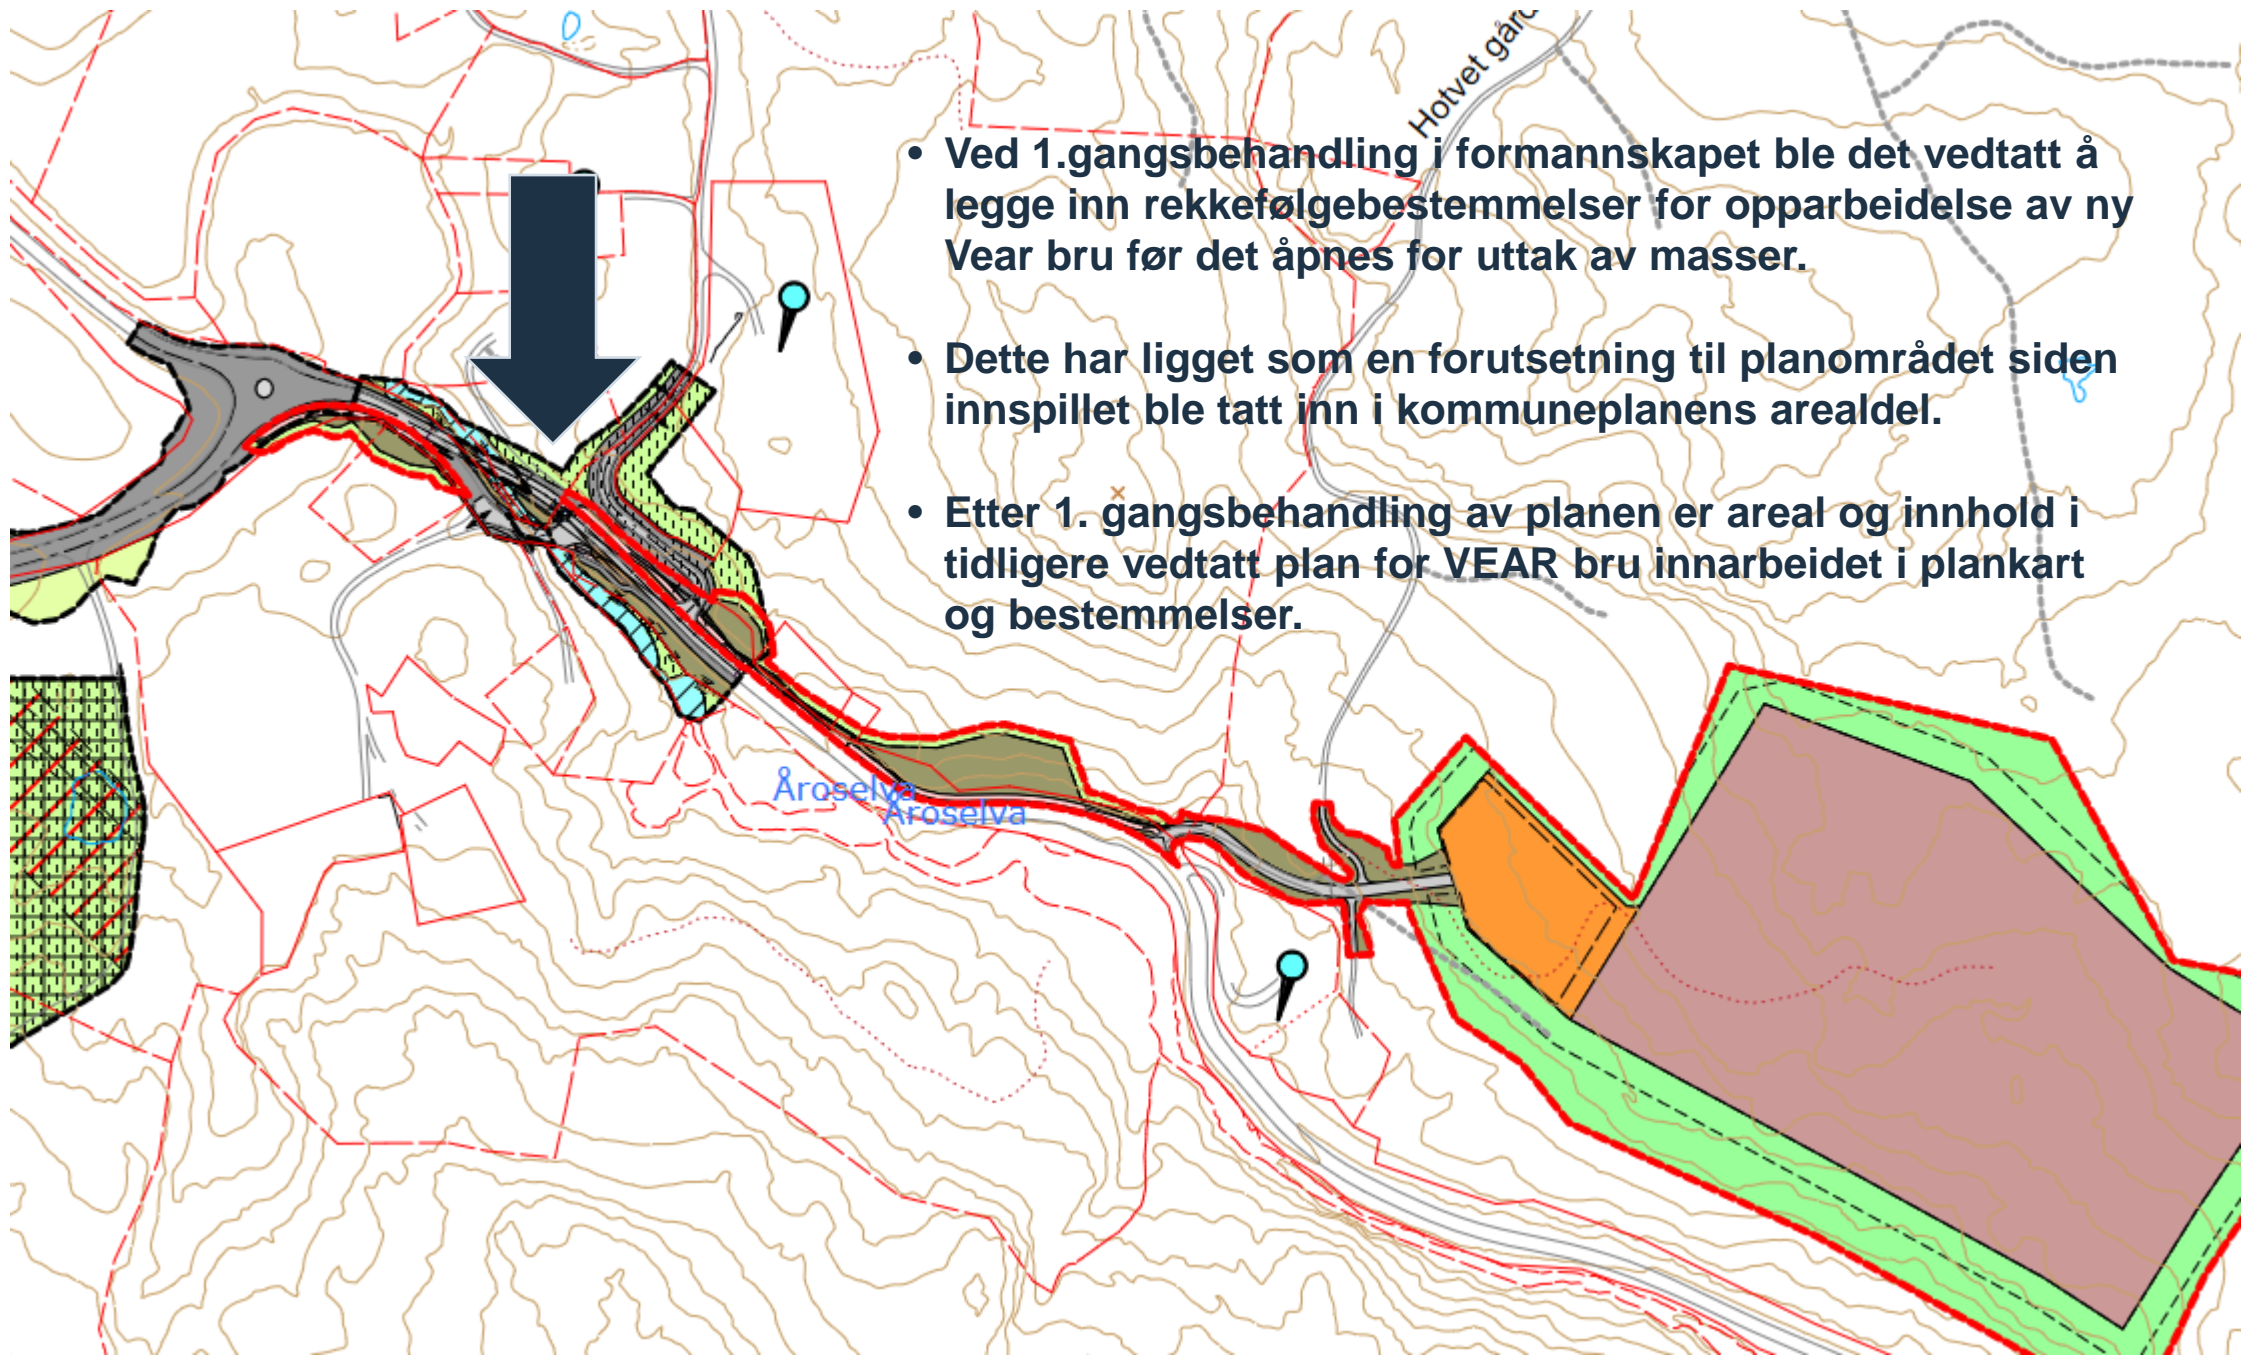 Hotvet gård
• Ved 1.gangsbehandling i formannskapet ble det vedtatt å
legge inn rekkefølgebestemmelser for opparbeidelse av ny
Vear bru før det åpnes for uttak av masser.
• Dette har ligget som en forutsetning til planområdet siden
innspillet ble tatt inn i kommuneplanens arealdel.
• Etter 1. gangsbehandling av planen er areal og innhold i
tidligere vedtatt plan for VEAR bru innarbeidet i plankart
og bestemmelser.
Åroselva
Åroselva